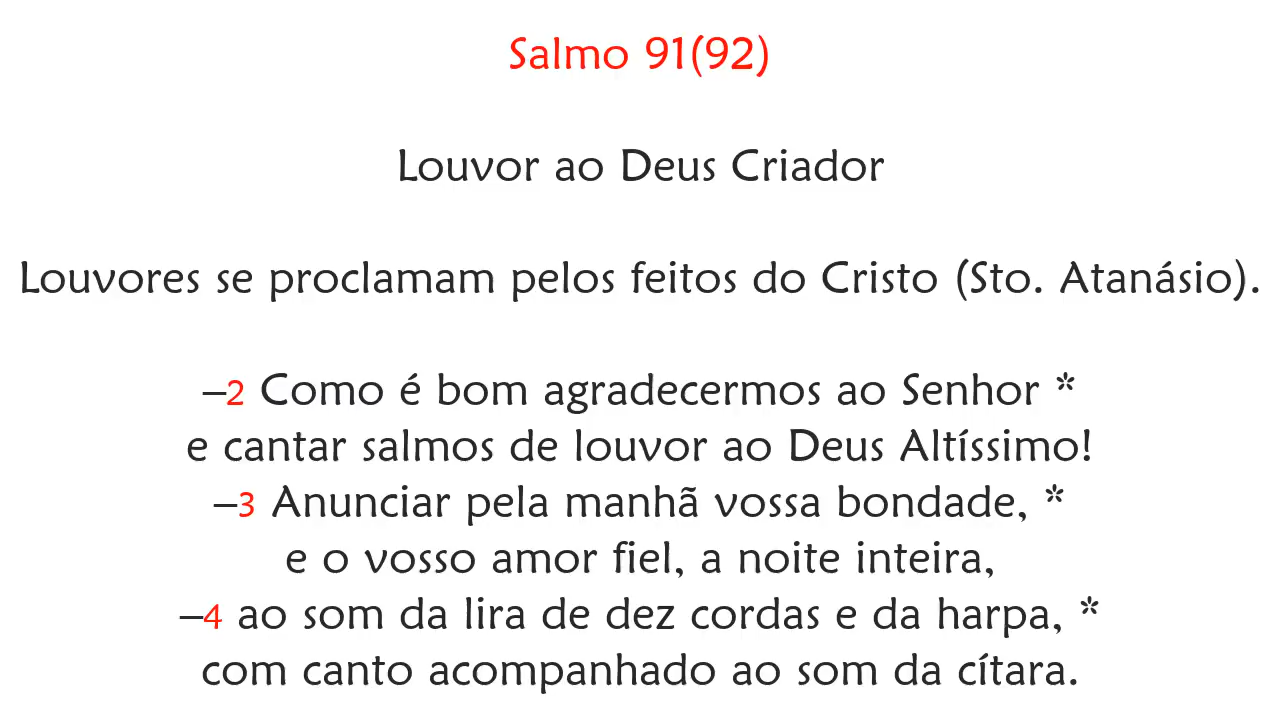 Salmo 91(92)
Louvor ao Deus Criador
Louvores se proclamam pelos feitos do Cristo (Sto. Atanásio).
–2 Como é bom agradecermos ao Senhor *
e cantar salmos de louvor ao Deus Altíssimo!
–3 Anunciar pela manhã vossa bondade, *
e o vosso amor fiel, a noite inteira,
–4 ao som da lira de dez cordas e da harpa, *
com canto acompanhado ao som da cítara.